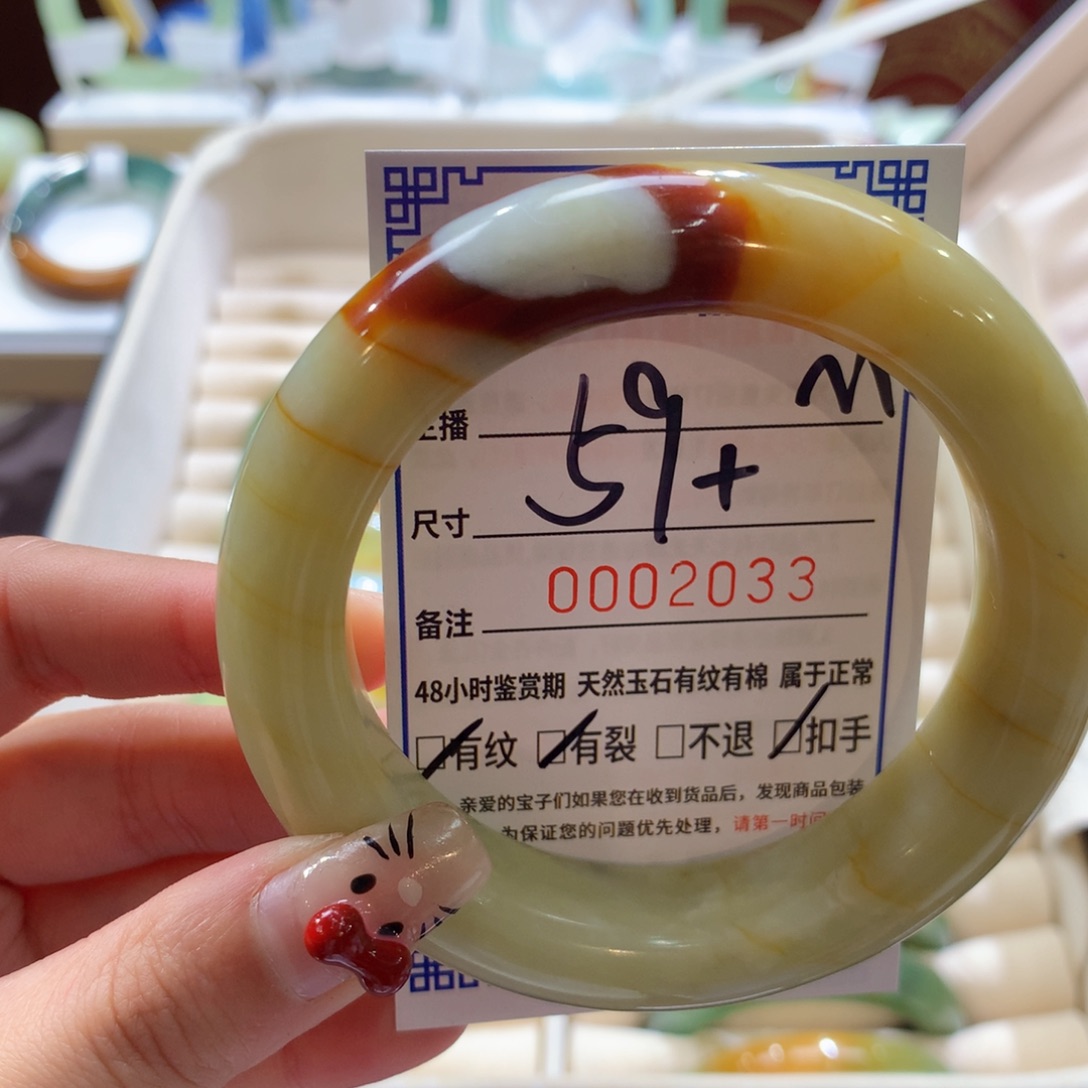 M
主播
59+
尺寸
0002033
备注
48小时鉴赏期 天然玉石有纹有棉 属于正常
☑有纹 ☑有裂 □不退 ☑扣手
亲爱的宝子们如果您在收到货品后，发现商品包装
为保证您的问题优先处理，请第一时间